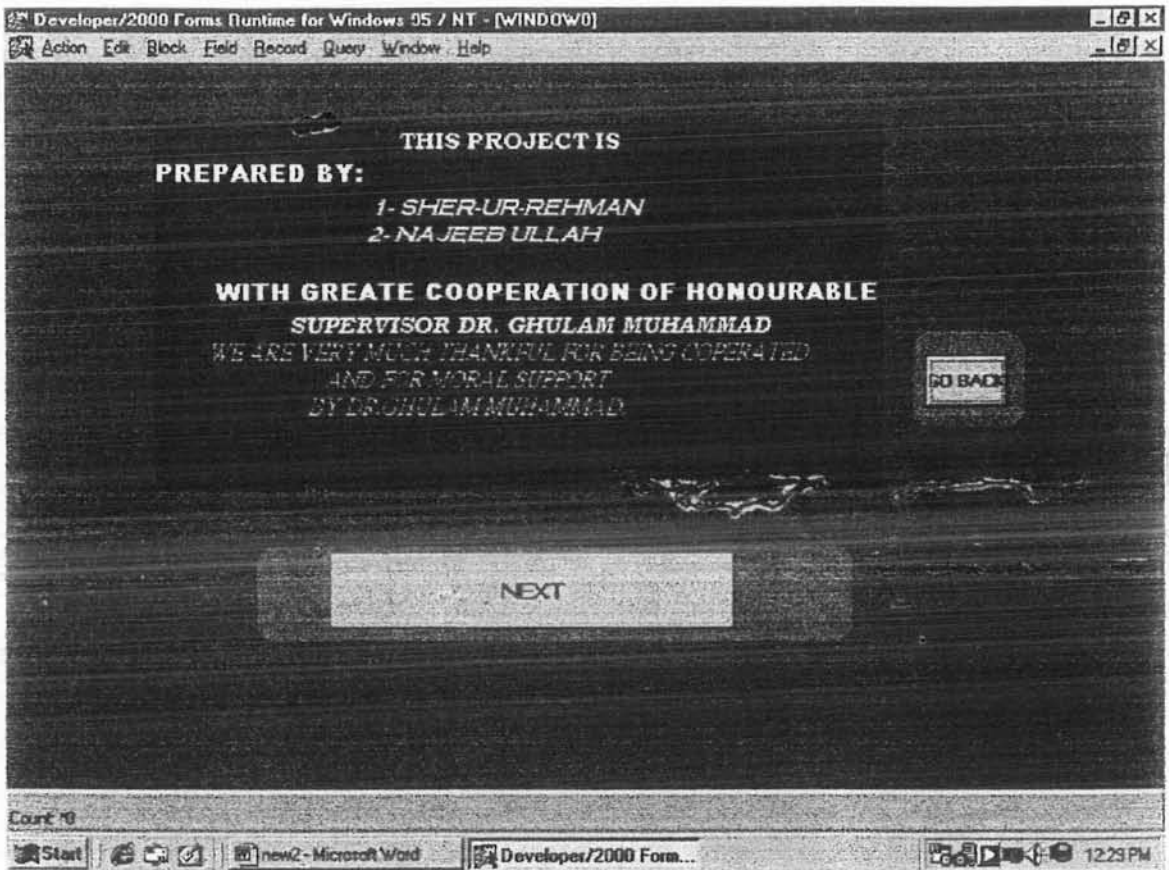 Developer/2000 Forms Runtime for Windows 95 / NT - [WINDOW0]
Action Edit Block Field Record Query Window Help
THIS PROJECT IS
PREPARED BY:
1- SHER-UR-REHMAN
2- NAJEEB ULLAH
WITH GREATE COOPERATION OF HONOURABLE
SUPERVISOR DR. GHULAM MUHAMMAD
WE ARE VERY MUCH THANKFUL FOR BEING COPERATED
AND FOR MORAL SUPPORT
BY DR.GHULAM MUHAMMAD
GO BACK
NEXT
Count: *0
Start
new2 - Microsoft Word
Developer/2000 Form...
12:29 PM